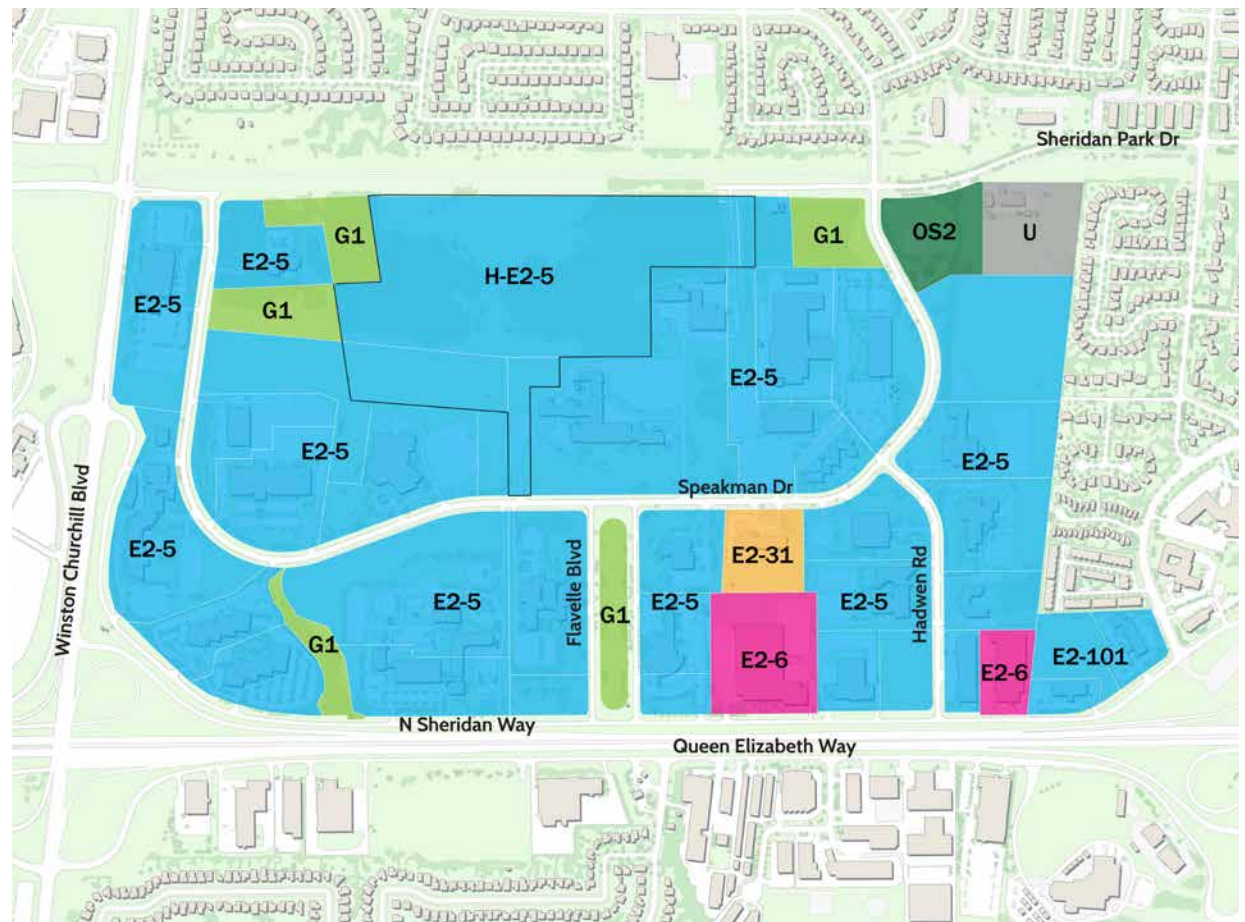 Sheridan Park Dr
G1
G1
OS2
U
E2-5
H-E2-5
E2-5
G1
E2-5
E2-5
E2-5
Speakman Dr
Winston Churchill Blvd
E2-5
E2-5
Flavelle Blvd
G1
E2-5
E2-31
E2-5
Hadwen Rd
G1
E2-6
E2-6
E2-101
N Sheridan Way
Queen Elizabeth Way